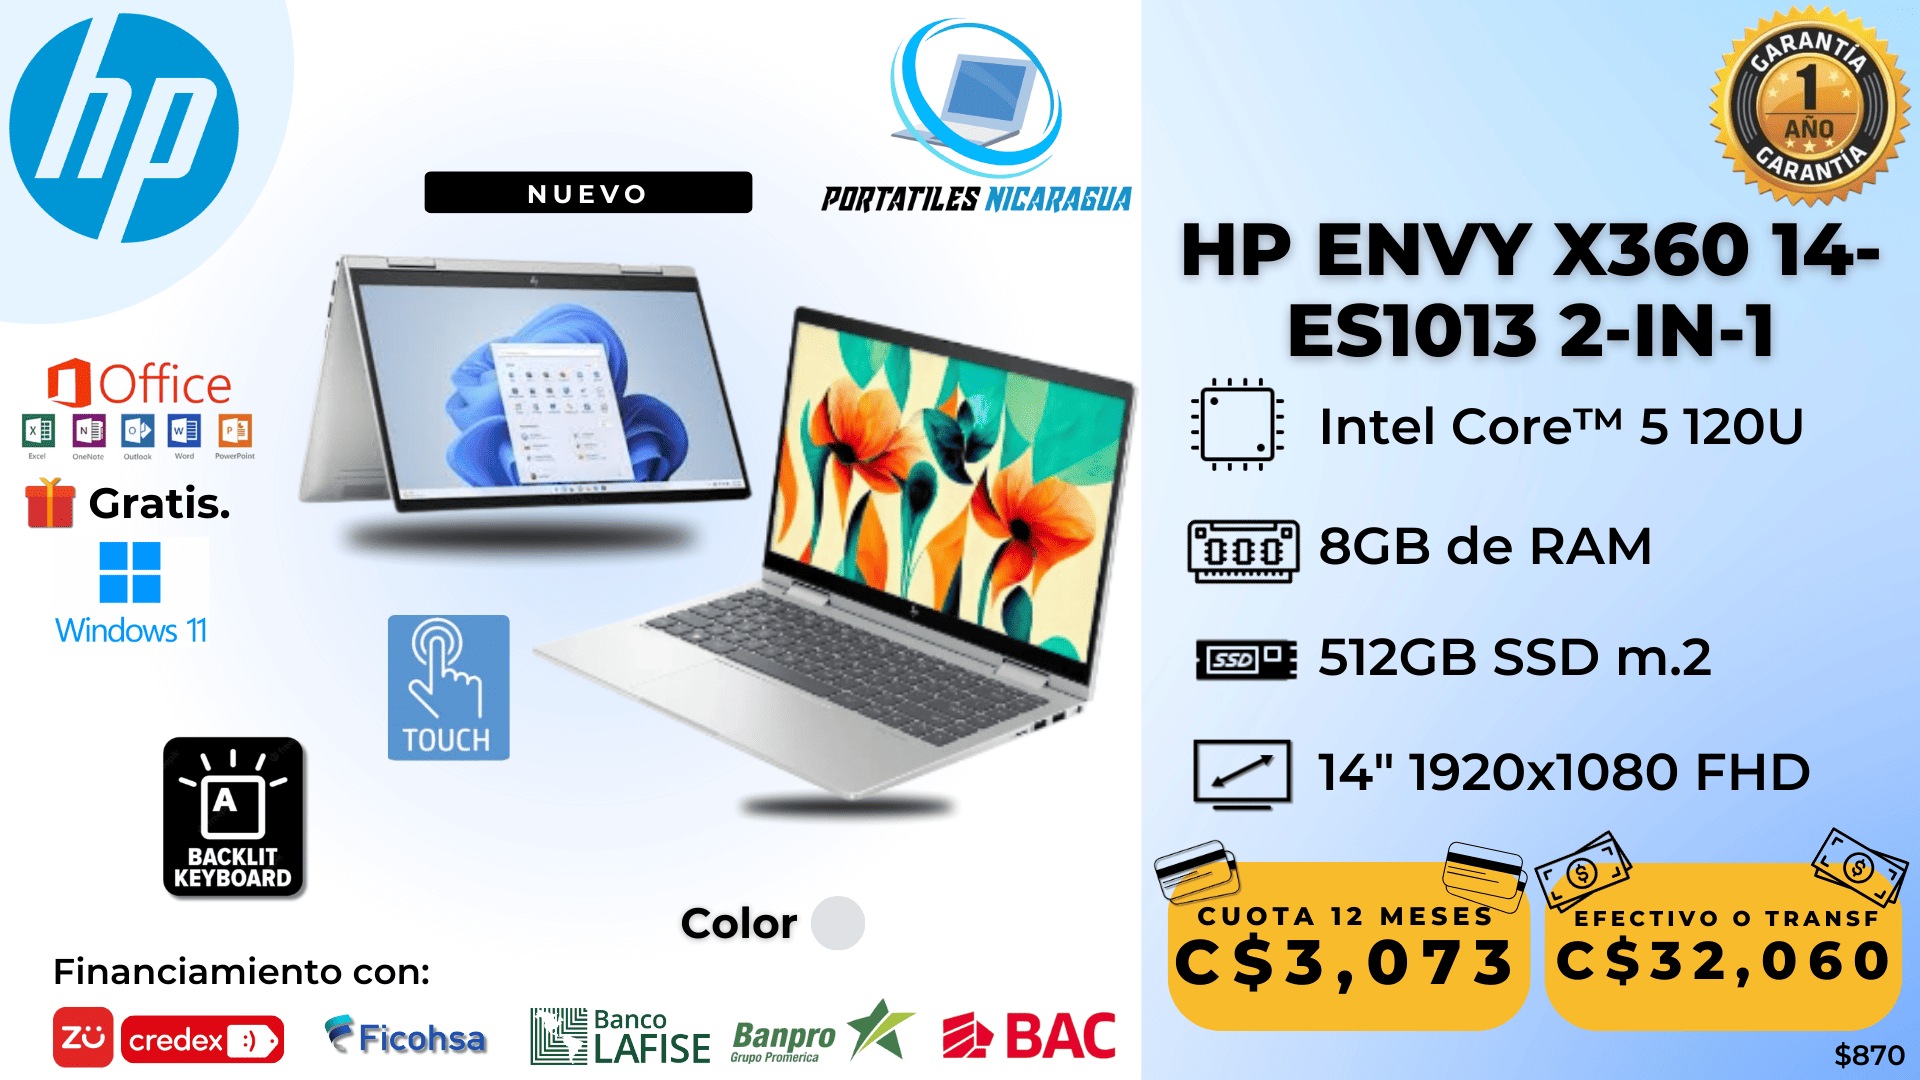 hp
NUEVO
PORTATILES NICARAGUA
Office
Excel
OneNote
Outlook
Word
PowerPoint
Gratis.
Windows 11
TOUCH
A
BACKLIT
KEYBOARD
Color
Financiamiento con:
zū
credex
Ficohsa
Banco
LAFISE
Banpro
Grupo Promerica
BAC
GARANTÍA
1
AÑO
GARANTÍA
HP ENVY X360 14-
ES1013 2-IN-1
Intel Core™ 5 120U
8GB de RAM
SSD
512GB SSD m.2
14" 1920x1080 FHD
CUOTA 12 MESES
C$3,073
EFECTIVO O TRANSF
C$32,060
$870